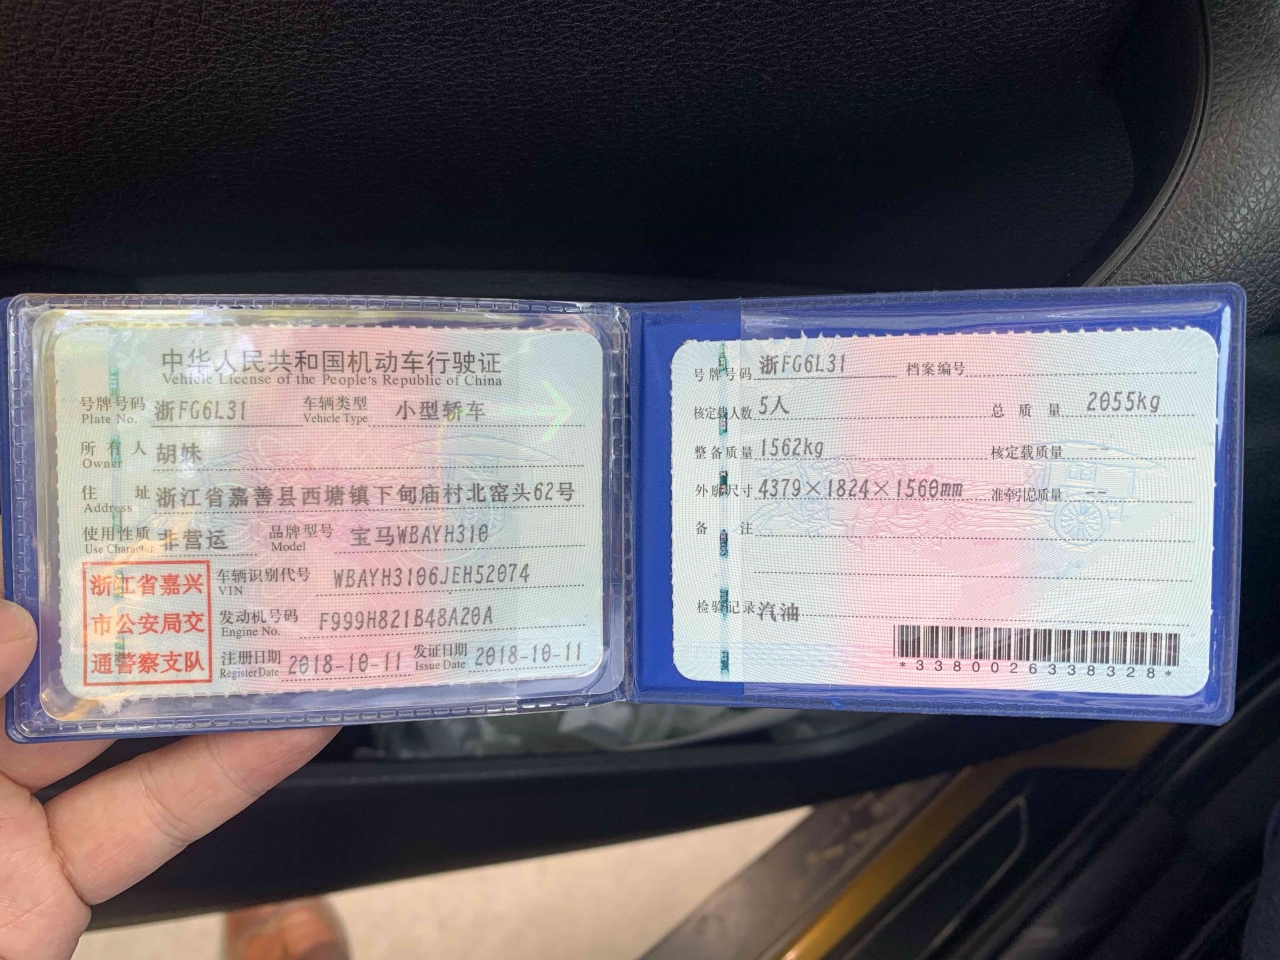 中华人民共和国机动车行驶证
Vehicle License of the People's Republic of China
号牌号码 浙FG6L31 车辆类型 小型轿车
Plate No. Vehicle Type
所有人 胡妹
Owner
住址 浙江省嘉善县西塘镇下甸庙村北窑头62号
Address
使用性质 非营运 品牌型号 宝马WBAYH310
Use Character Model
浙江省嘉兴
市公安局交
通警察支队
车辆识别代号 WBAYH3106JEH52074
VIN
发动机号码 F999H821B48A20A
Engine No.
注册日期 2018-10-11 发证日期 2018-10-11
Register Date Issue Date
号牌号码 浙FG6L31 档案编号
核定载人数 5人 总质量 2055kg
整备质量 1562kg 核定载质量 --
外廓尺寸 4379×1824×1560mm 准牵引总质量 --
备注
检验记录 汽油
*3380026338328*